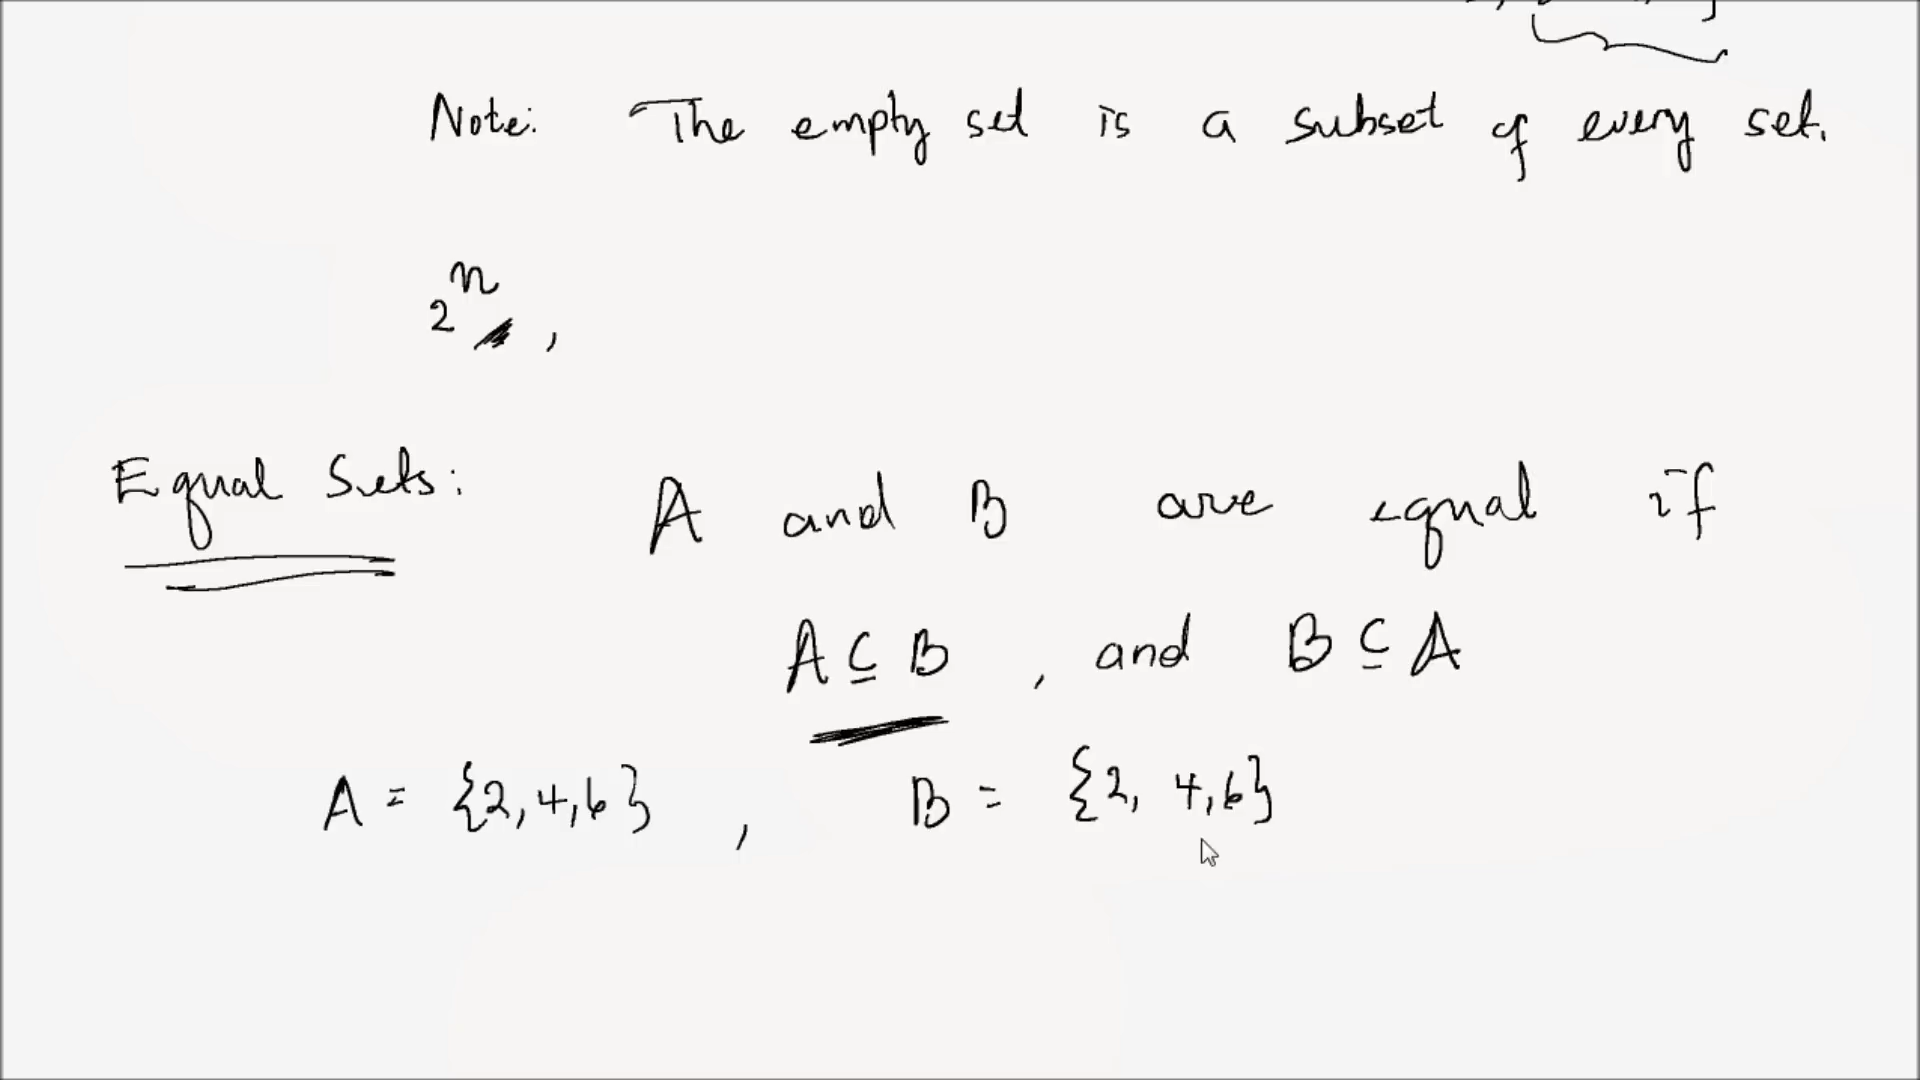 Note: The empty set is a subset of every set.
2ⁿ ,
Equal Sets: A and B are equal if
A ⊆ B , and B ⊆ A
A = {2,4,6} , B = {2, 4,6}